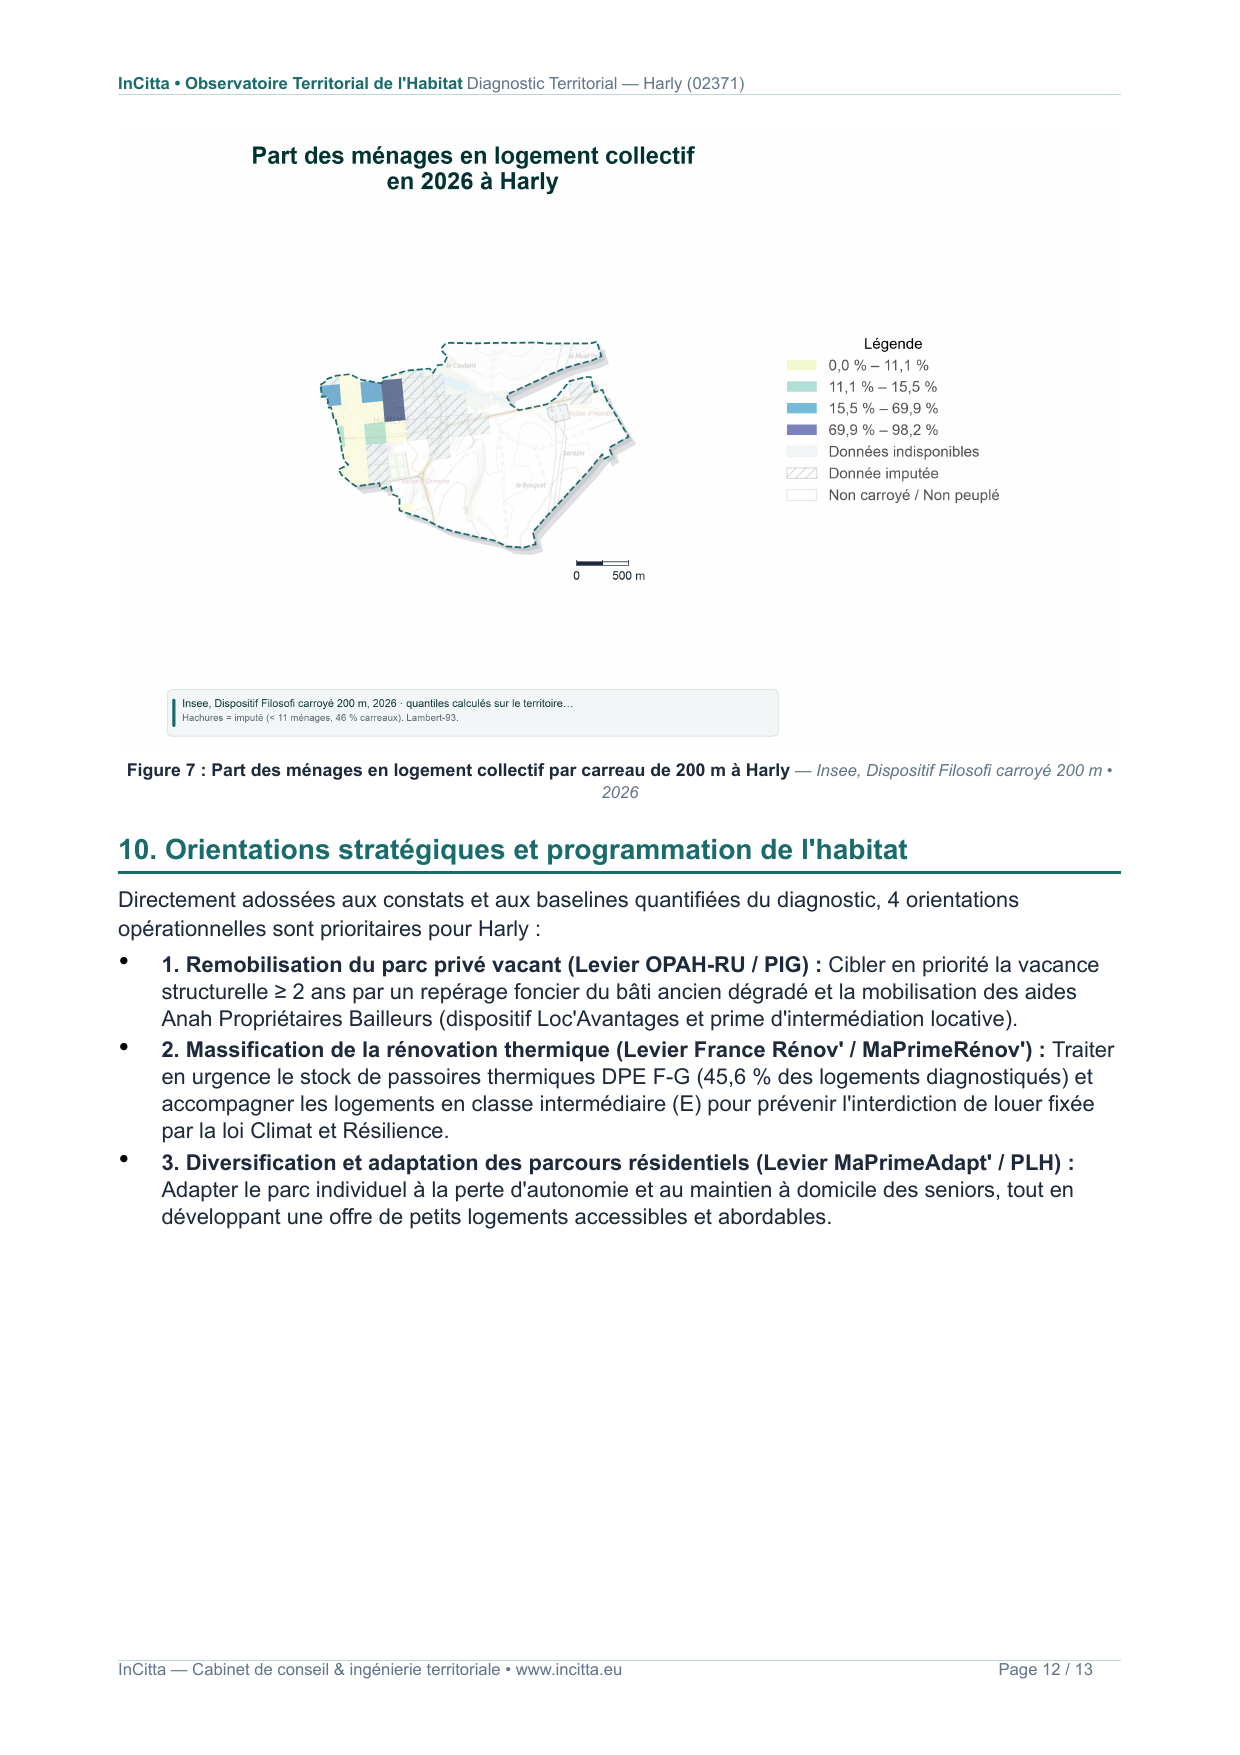 InCitta • Observatoire Territorial de l'Habitat Diagnostic Territorial — Harly (02371)
Part des ménages en logement collectif
en 2026 à Harly
le Coulant
Sarazin
le Bouquet
0 500 m
Légende
0,0 % – 11,1 %
11,1 % – 15,5 %
15,5 % – 69,9 %
69,9 % – 98,2 %
Données indisponibles
Donnée imputée
Non carroyé / Non peuplé
Insee, Dispositif Filosofi carroyé 200 m, 2026 · quantiles calculés sur le territoire…
Hachures = imputé (< 11 ménages, 46 % carreaux). Lambert-93.
Figure 7 : Part des ménages en logement collectif par carreau de 200 m à Harly — Insee, Dispositif Filosofi carroyé 200 m •
2026
10. Orientations stratégiques et programmation de l'habitat
Directement adossées aux constats et aux baselines quantifiées du diagnostic, 4 orientations
opérationnelles sont prioritaires pour Harly :
• 1. Remobilisation du parc privé vacant (Levier OPAH-RU / PIG) : Cibler en priorité la vacance
structurelle ≥ 2 ans par un repérage foncier du bâti ancien dégradé et la mobilisation des aides
Anah Propriétaires Bailleurs (dispositif Loc'Avantages et prime d'intermédiation locative).
• 2. Massification de la rénovation thermique (Levier France Rénov' / MaPrimeRénov') : Traiter
en urgence le stock de passoires thermiques DPE F-G (45,6 % des logements diagnostiqués) et
accompagner les logements en classe intermédiaire (E) pour prévenir l'interdiction de louer fixée
par la loi Climat et Résilience.
• 3. Diversification et adaptation des parcours résidentiels (Levier MaPrimeAdapt' / PLH) :
Adapter le parc individuel à la perte d'autonomie et au maintien à domicile des seniors, tout en
développant une offre de petits logements accessibles et abordables.
InCitta — Cabinet de conseil & ingénierie territoriale • www.incitta.eu Page 12 / 13